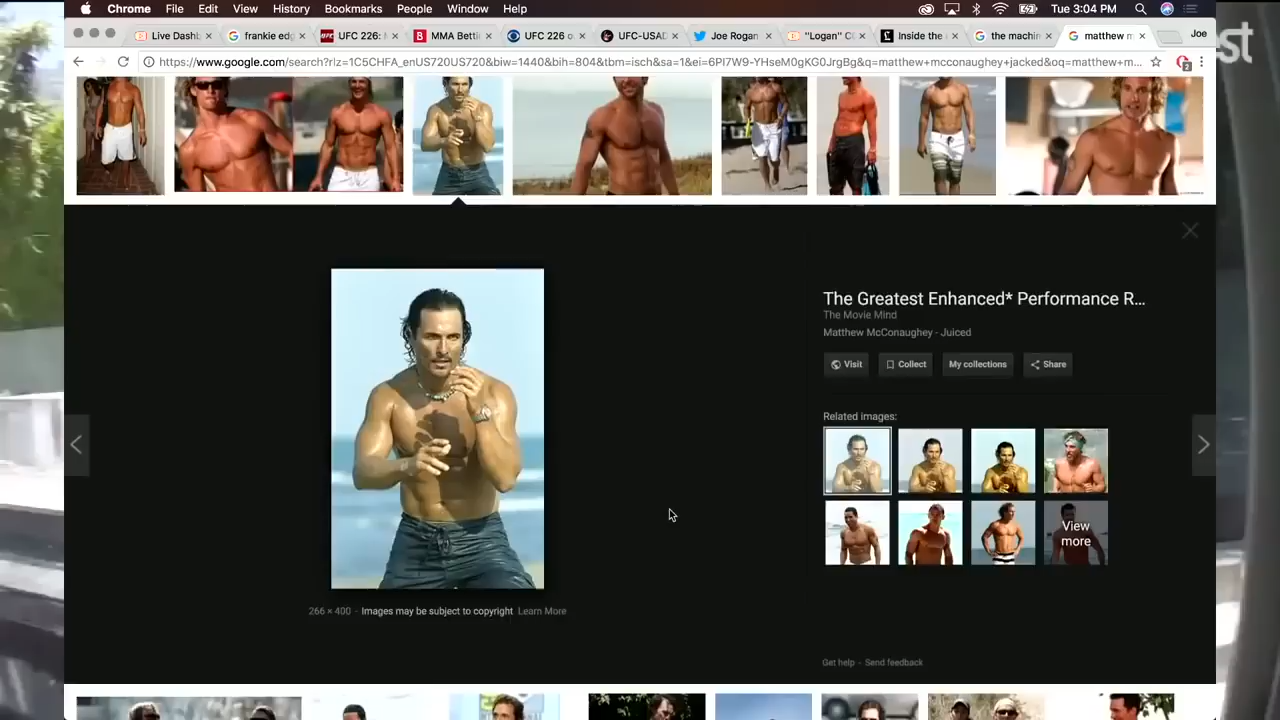 Chrome File Edit View History Bookmarks People Window Help Tue 3:04 PM
Live Dashb frankie edg UFC 226: M MMA Betti UFC 226 o UFC-USAD Joe Rogan "Logan" C Inside the the machin matthew m Joe
https://www.google.com/search?rlz=1C5CHFA_enUS720US720&biw=1440&bih=804&tbm=isch&sa=1&ei=6PI7W9-YHseM0gKG0JrgBg&q=matthew+mcconaughey+jacked&oq=matthew+m...
st
The Greatest Enhanced* Performance R...
The Movie Mind
Matthew McConaughey - Juiced
Visit Collect My collections Share
Related images:
View more
266 × 400 - Images may be subject to copyright Learn More
Get help - Send feedback